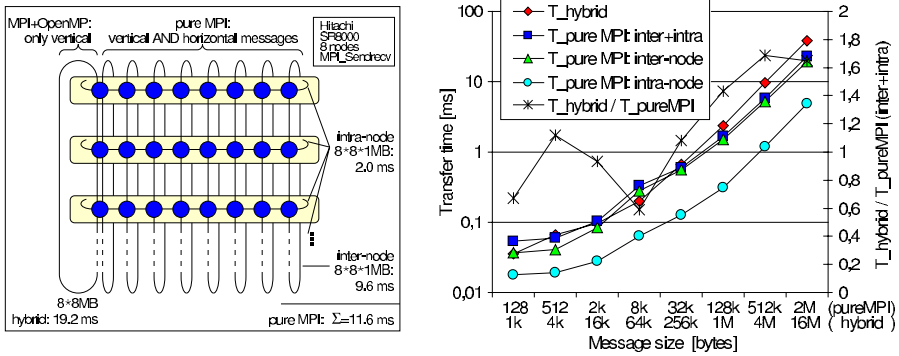 MPI+OpenMP:
only vertical
pure MPI:
vertical AND horizontal messages
Hitachi
SR8000
8 nodes
MPI_Sendrecv
intra-node
8*8*1MB:
2.0 ms
inter-node
8*8*1MB:
9.6 ms
8*8MB
hybrid: 19.2 ms
pure MPI: Σ=11.6 ms
T_hybrid
T_pure MPI: inter+intra
T_pure MPI: inter-node
T_pure MPI: intra-node
T_hybrid / T_pureMPI
Transfer time [ms]
100
10
1
0,1
0,01
2
1,8
1,6
1,4
1,2
1
0,8
0,6
0,4
0,2
0
T_hybrid / T_pureMPI (inter+intra)
128 512 2k 8k 32k 128k 512k 2M (pureMPI)
1k 4k 16k 64k 256k 1M 4M 16M ( hybrid )
Message size [bytes]